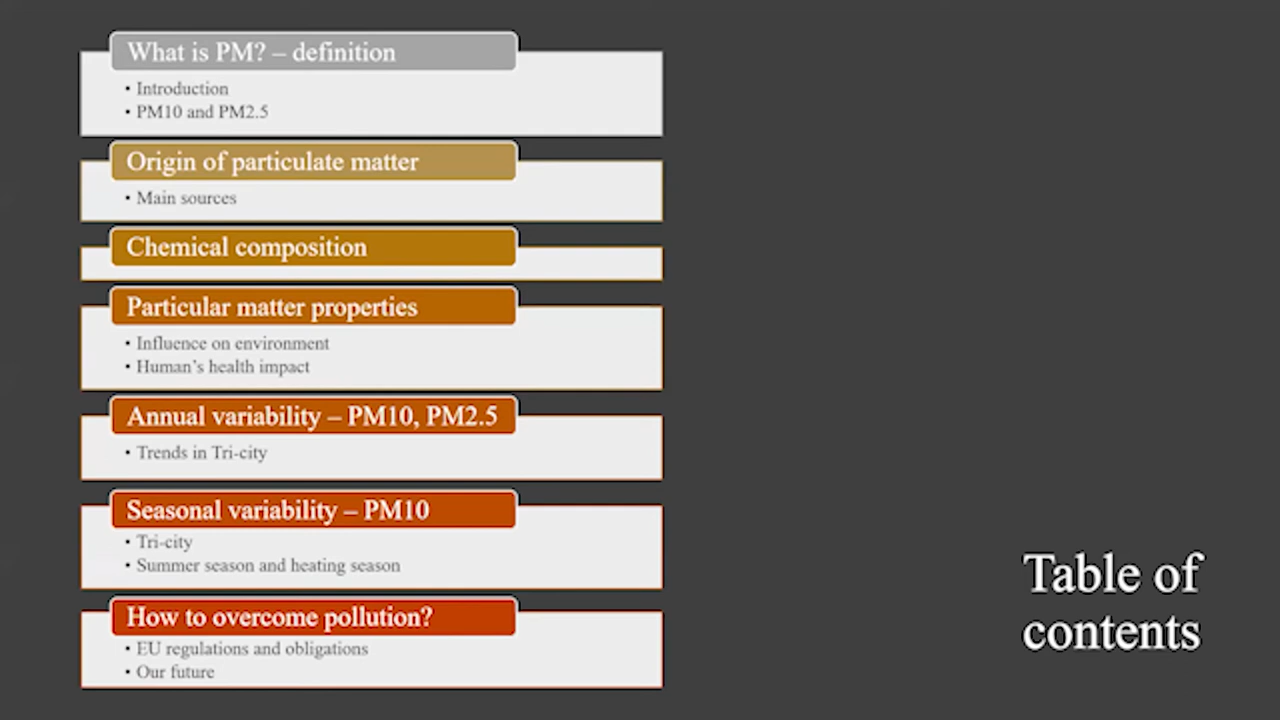 What is PM? – definition
• Introduction
• PM10 and PM2.5
Origin of particulate matter
• Main sources
Chemical composition
Particular matter properties
• Influence on environment
• Human's health impact
Annual variability – PM10, PM2.5
• Trends in Tri-city
Seasonal variability – PM10
• Tri-city
• Summer season and heating season
How to overcome pollution?
• EU regulations and obligations
• Our future
Table of
contents